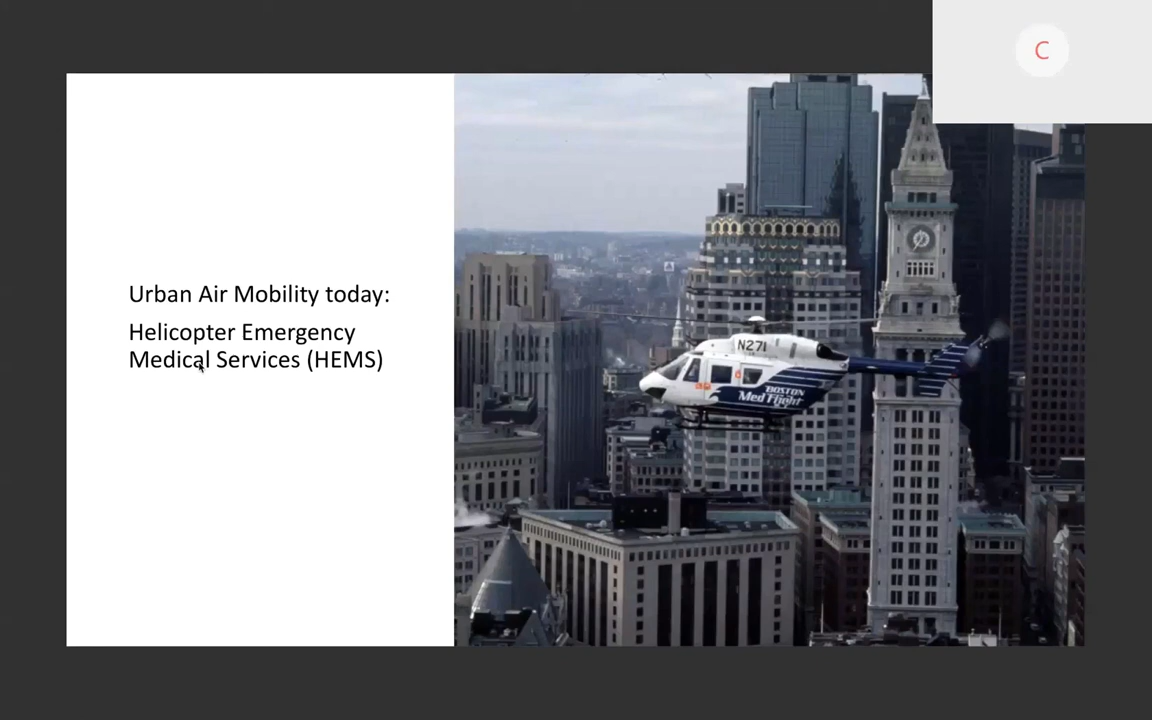 C
Urban Air Mobility today:
Helicopter Emergency
Medical Services (HEMS)
N271
BOSTON
MedFlight